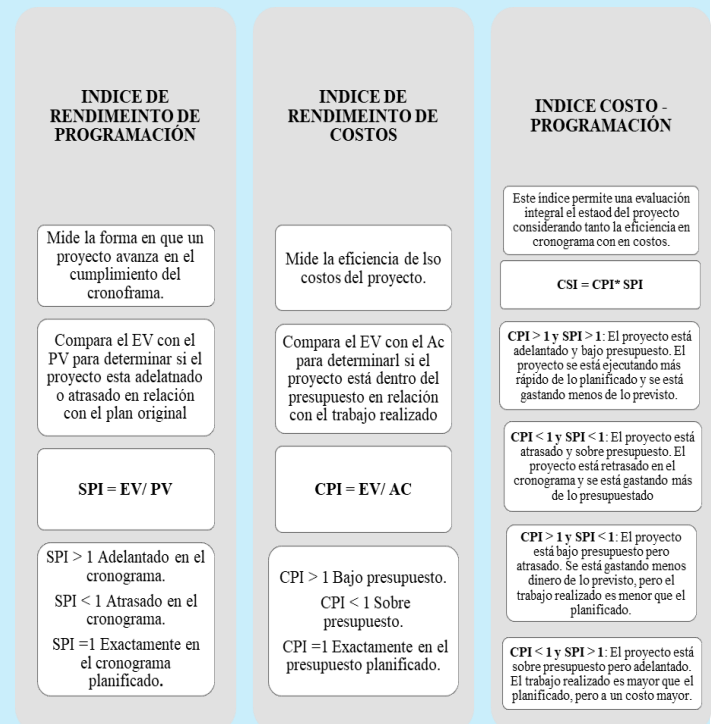 INDICE DE
RENDIMEINTO DE
PROGRAMACIÓN
Mide la forma en que un
proyecto avanza en el
cumplimiento del
cronoframa.
Compara el EV con el
PV para determinar si el
proyecto esta adelatnado
o atrasado en relación
con el plan original
SPI = EV/ PV
SPI > 1 Adelantado en el
cronograma.
SPI < 1 Atrasado en el
cronograma.
SPI =1 Exactamente en
el cronograma
planificado.
INDICE DE
RENDIMEINTO DE
COSTOS
Mide la eficiencia de lso
costos del proyecto.
Compara el EV con el Ac
para determinarl si el
proyecto está dentro del
presupuesto en relación
con el trabajo realizado
CPI = EV/ AC
CPI > 1 Bajo presupuesto.
CPI < 1 Sobre
presupuesto.
CPI =1 Exactamente en el
presupuesto planificado.
INDICE COSTO -
PROGRAMACIÓN
Este índice permite una evaluación
integral el estaod del proyecto
considerando tanto la eficiencia en
cronograma con en costos.
CSI = CPI* SPI
CPI > 1 y SPI > 1: El proyecto está
adelantado y bajo presupuesto. El
proyecto se está ejecutando más
rápido de lo planificado y se está
gastando menos de lo previsto.
CPI < 1 y SPI < 1: El proyecto está
atrasado y sobre presupuesto. El
proyecto está retrasado en el
cronograma y se está gastando más
de lo presupuestado
CPI > 1 y SPI < 1: El proyecto
está bajo presupuesto pero
atrasado. Se está gastando menos
dinero de lo previsto, pero el
trabajo realizado es menor que el
planificado.
CPI < 1 y SPI > 1: El proyecto está
sobre presupuesto pero adelantado.
El trabajo realizado es mayor que el
planificado, pero a un costo mayor.